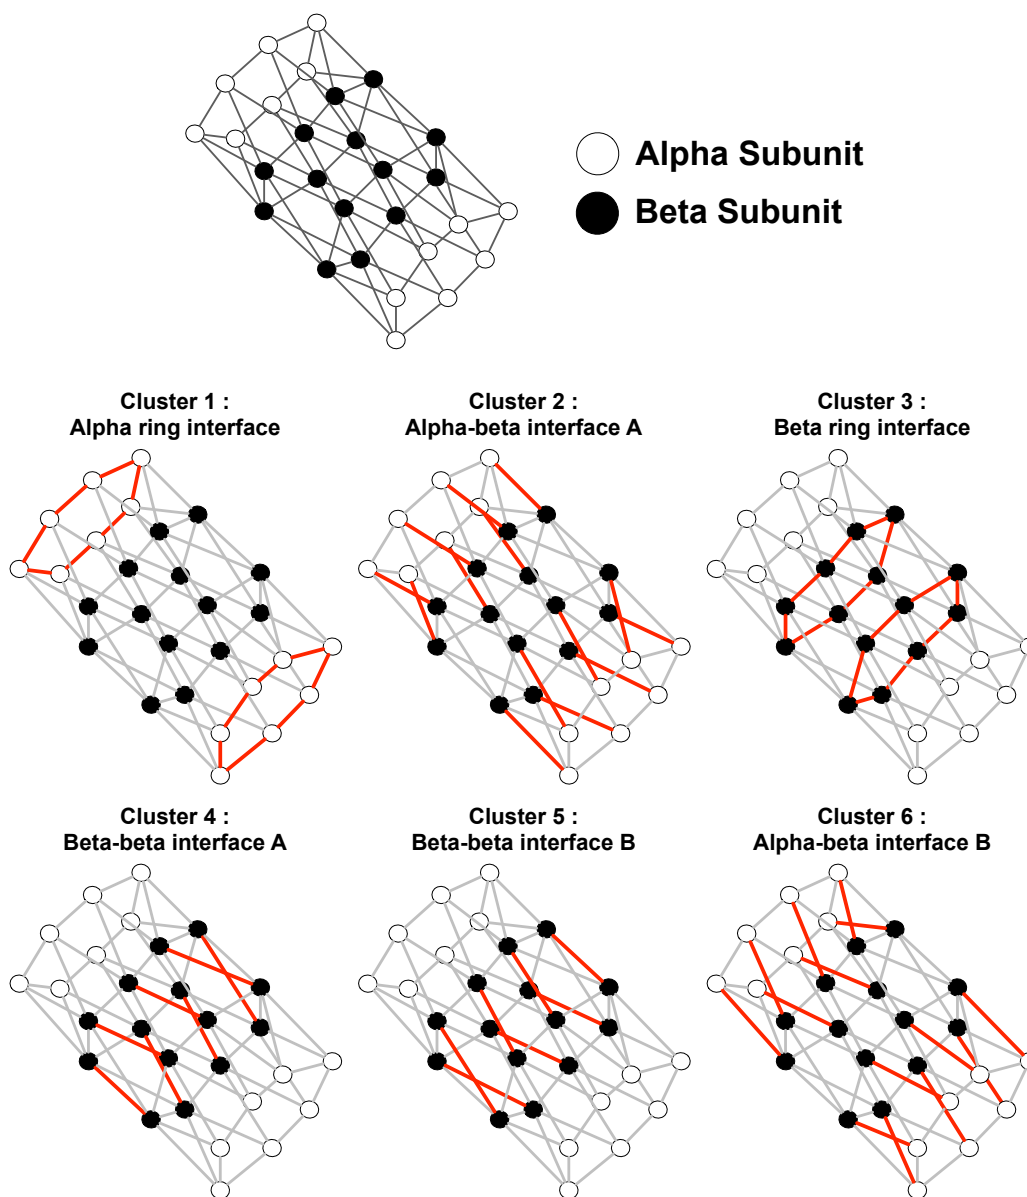 Alpha Subunit
Beta Subunit
Cluster 1 :
Alpha ring interface
Cluster 2 :
Alpha-beta interface A
Cluster 3 :
Beta ring interface
Cluster 4 :
Beta-beta interface A
Cluster 5 :
Beta-beta interface B
Cluster 6 :
Alpha-beta interface B